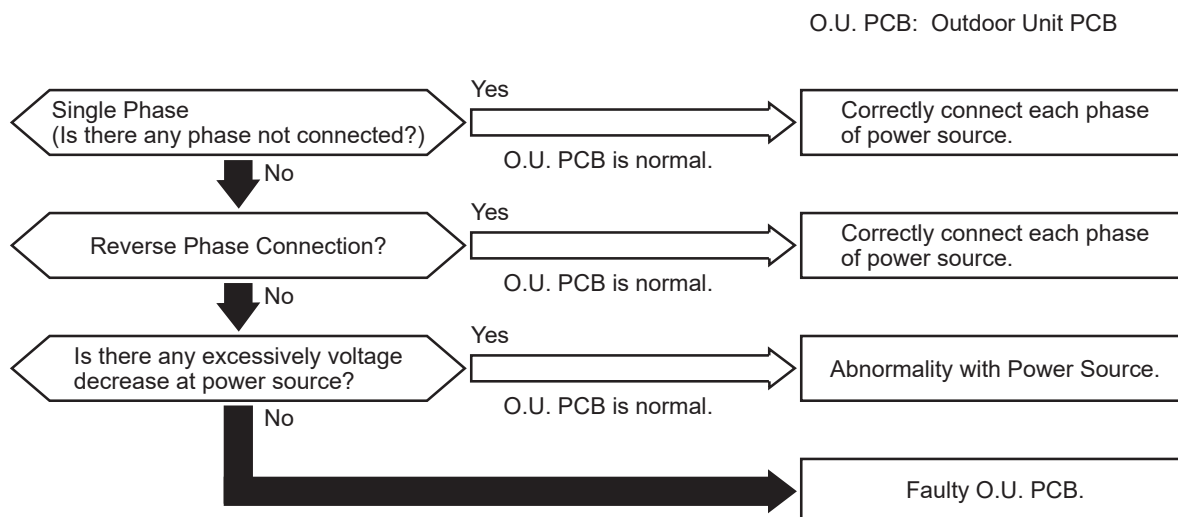 O.U. PCB: Outdoor Unit PCB
Single Phase
(Is there any phase not connected?)
Yes
O.U. PCB is normal.
Correctly connect each phase
of power source.
No
Reverse Phase Connection?
Yes
O.U. PCB is normal.
Correctly connect each phase
of power source.
No
Is there any excessively voltage
decrease at power source?
Yes
O.U. PCB is normal.
Abnormality with Power Source.
No
Faulty O.U. PCB.